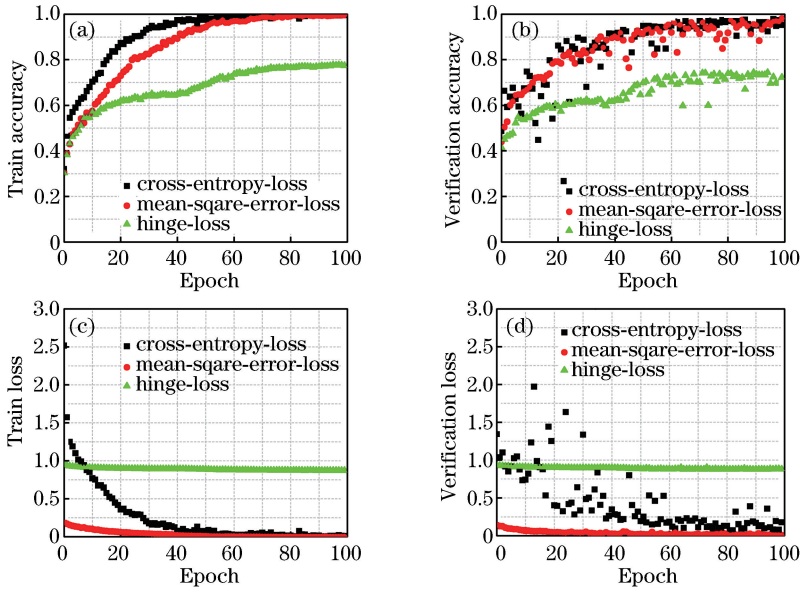 (a)
Train accuracy
1.0
0.8
0.6
0.4
0.2
0
cross-entropy-loss
mean-sqare-error-loss
hinge-loss
0 20 40 60 80 100
Epoch
(b)
Verification accuracy
1.0
0.8
0.6
0.4
0.2
0
cross-entropy-loss
mean-sqare-error-loss
hinge-loss
0 20 40 60 80 100
Epoch
(c)
Train loss
3.0
2.5
2.0
1.5
1.0
0.5
0
cross-entropy-loss
mean-sqare-error-loss
hinge-loss
0 20 40 60 80 100
Epoch
(d)
Verification loss
3.0
2.5
2.0
1.5
1.0
0.5
0
cross-entropy-loss
mean-sqare-error-loss
hinge-loss
0 20 40 60 80 100
Epoch